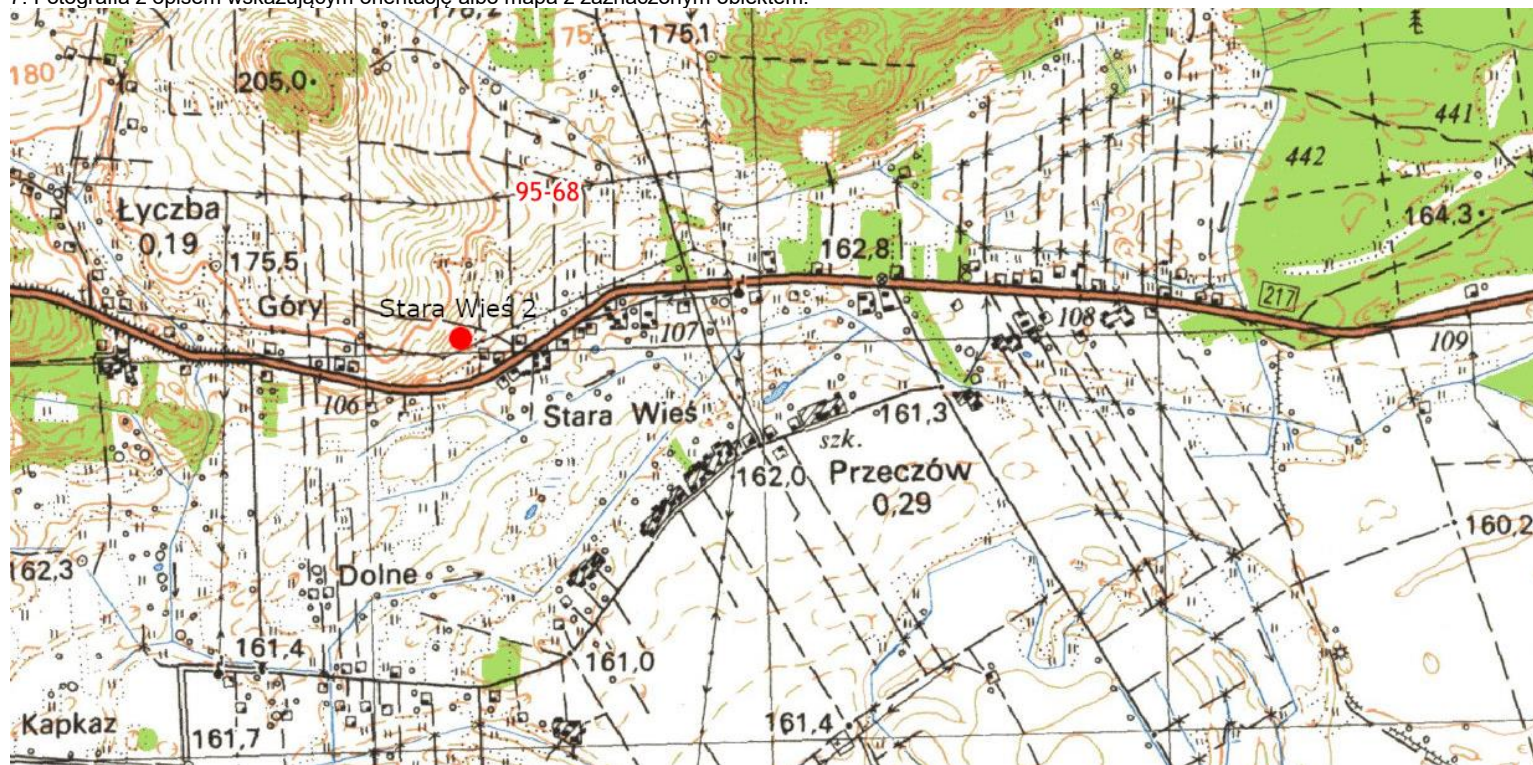 7. Fotografia z opisem wskazującym orientację albo mapa z zaznaczonym obiektem.
180
205,0
175
175,1
441
442
95-68
Łyczba
0,19
164,3
162,8
175,5
Góry
Stara Wieś 2
217
107
108
109
106
Stara Wieś
161,3
szk.
162,0
Przeczów
0,29
160,2
162,3
Dolne
161,4
161,0
Kapkaz
161,7
161,4